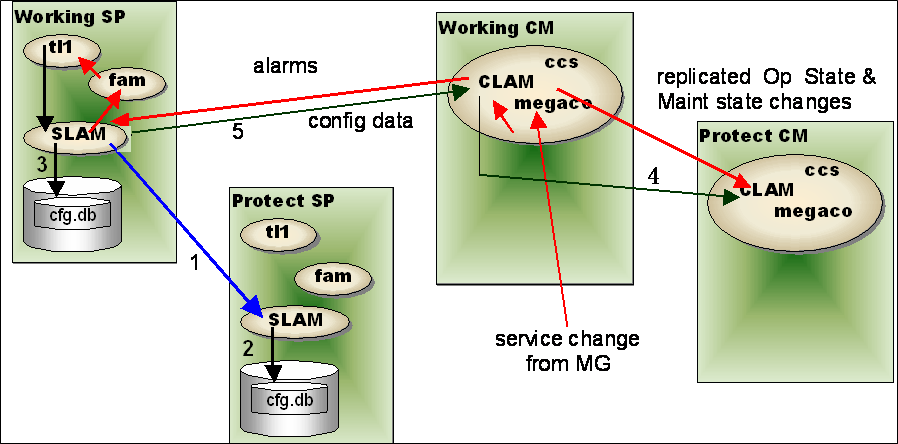 Working SP
tl1
fam
SLAM
3
cfg.db
alarms
5
config data
1
Protect SP
tl1
fam
SLAM
2
cfg.db
Working CM
ccs
CLAM
megaco
replicated Op State &
Maint state changes
4
Protect CM
ccs
CLAM
megaco
service change
from MG